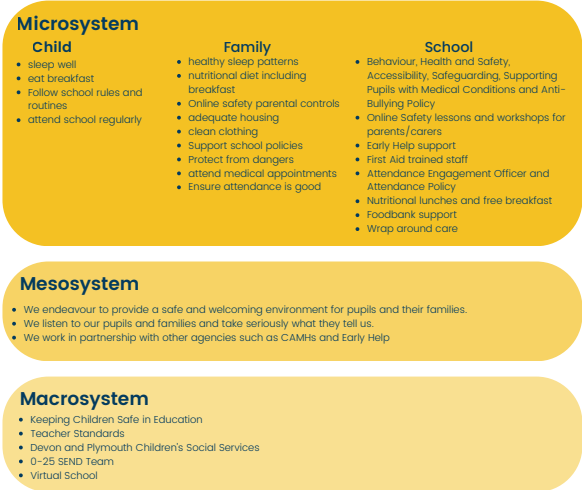 Microsystem
Child
sleep well
eat breakfast
Follow school rules and
routines
attend school regularly
Family
healthy sleep patterns
nutritional diet including
breakfast
Online safety parental controls
adequate housing
clean clothing
Support school policies
Protect from dangers
attend medical appointments
Ensure attendance is good
School
Behaviour, Health and Safety,
Accessibility, Safeguarding, Supporting
Pupils with Medical Conditions and Anti-
Bullying Policy
Online Safety lessons and workshops for
parents/carers
Early Help support
First Aid trained staff
Attendance Engagement Officer and
Attendance Policy
Nutritional lunches and free breakfast
Foodbank support
Wrap around care
Mesosystem
We endeavour to provide a safe and welcoming environment for pupils and their families.
We listen to our pupils and families and take seriously what they tell us.
We work in partnership with other agencies such as CAMHs and Early Help
Macrosystem
Keeping Children Safe in Education
Teacher Standards
Devon and Plymouth Children's Social Services
0-25 SEND Team
Virtual School